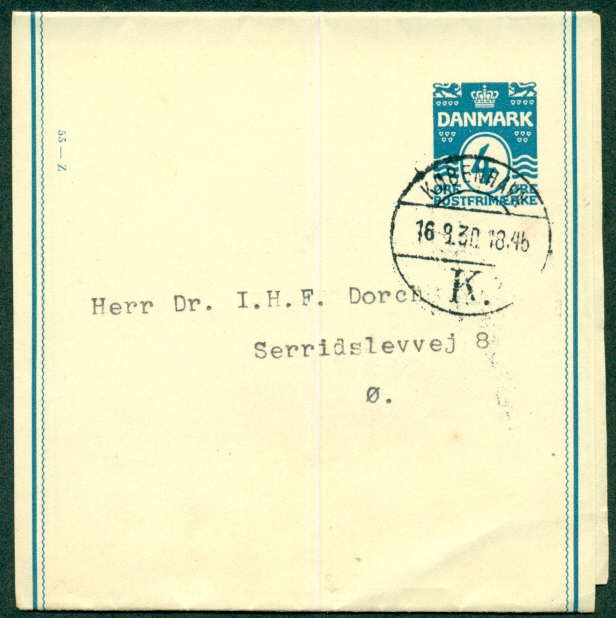 55 — Z
DANMARK
4
ØRE ØRE
POSTFRIMÆRKE
KØBENHAVN
16 9.30 18.45
K.
Herr Dr. I.H.F. Dorch
Serridslevvej 8
Ø.